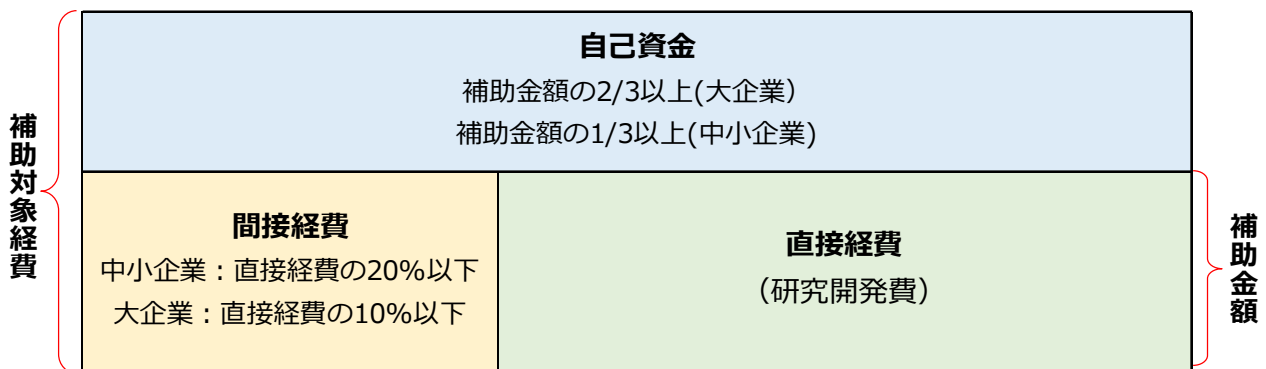 補助対象経費
自己資金
補助金額の2/3以上(大企業）
補助金額の1/3以上(中小企業)
間接経費
中小企業：直接経費の20%以下
大企業：直接経費の10%以下
直接経費
（研究開発費）
補助金額